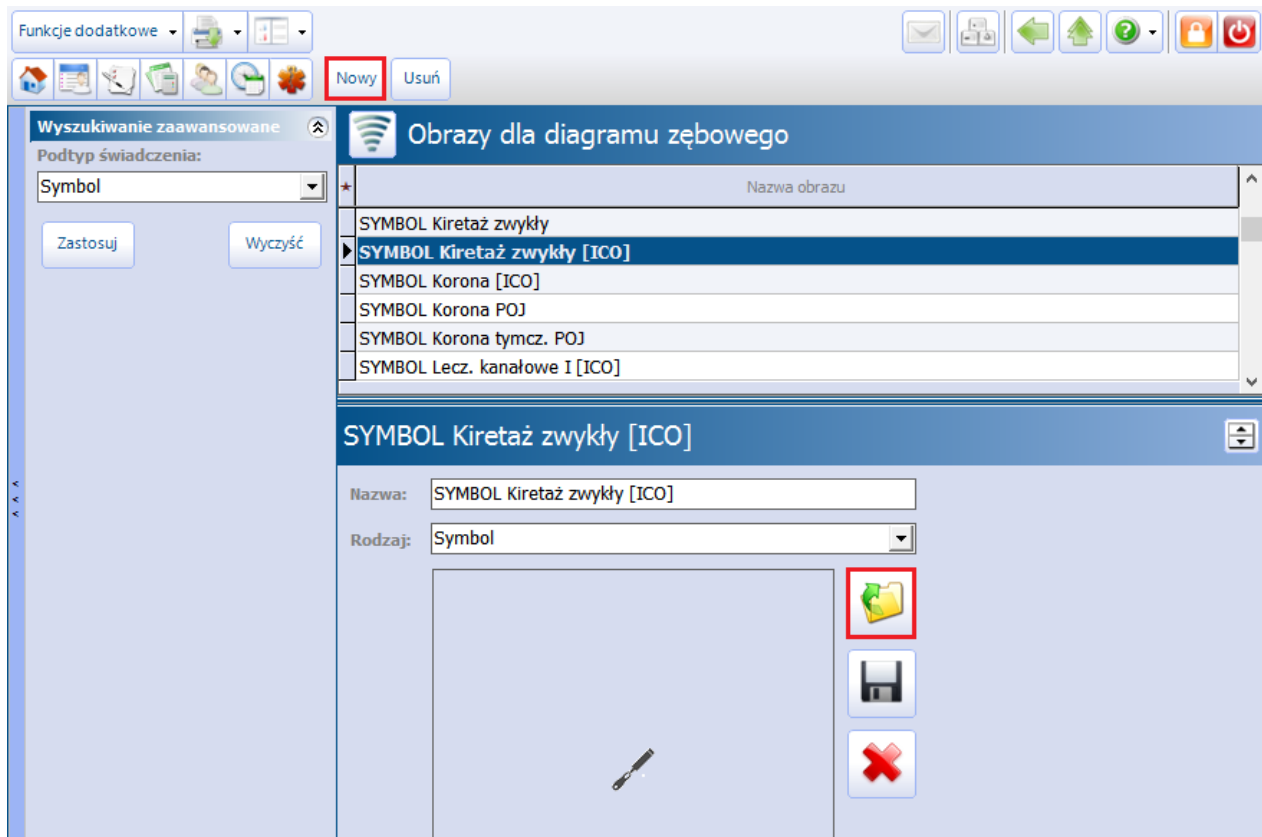 Funkcje dodatkowe
Nowy
Usuń
Wyszukiwanie zaawansowane
Podtyp świadczenia:
Symbol
Zastosuj
Wyczyść
Obrazy dla diagramu zębowego
Nazwa obrazu
SYMBOL Kiretaż zwykły
SYMBOL Kiretaż zwykły [ICO]
SYMBOL Korona [ICO]
SYMBOL Korona POJ
SYMBOL Korona tymcz. POJ
SYMBOL Lecz. kanałowe I [ICO]
SYMBOL Kiretaż zwykły [ICO]
Nazwa: SYMBOL Kiretaż zwykły [ICO]
Rodzaj: Symbol